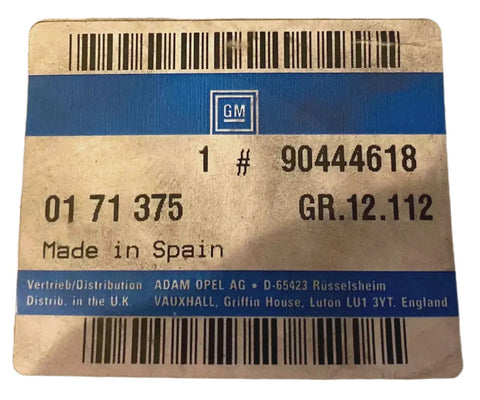 GM
1 # 90444618
01 71 375 GR.12.112
Made in Spain
Vertrieb/Distribution ADAM OPEL AG • D-65423 Rüsselsheim
Distrib. in the U.K. VAUXHALL, Griffin House, Luton LU1 3YT. England